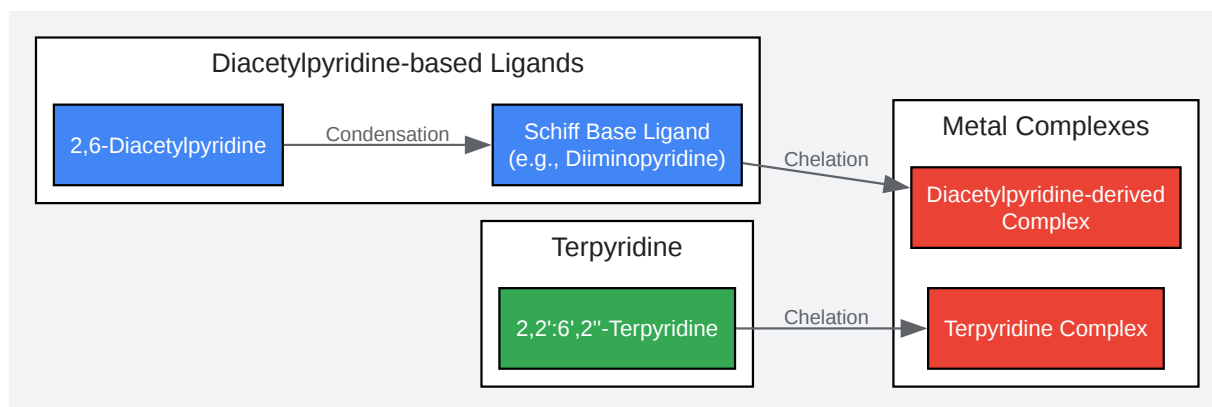 Diacetylpyridine-based Ligands
2,6-Diacetylpyridine
Condensation
Schiff Base Ligand
(e.g., Diiminopyridine)
Chelation
Metal Complexes
Diacetylpyridine-derived
Complex
Terpyridine
2,2':6',2''-Terpyridine
Chelation
Terpyridine Complex